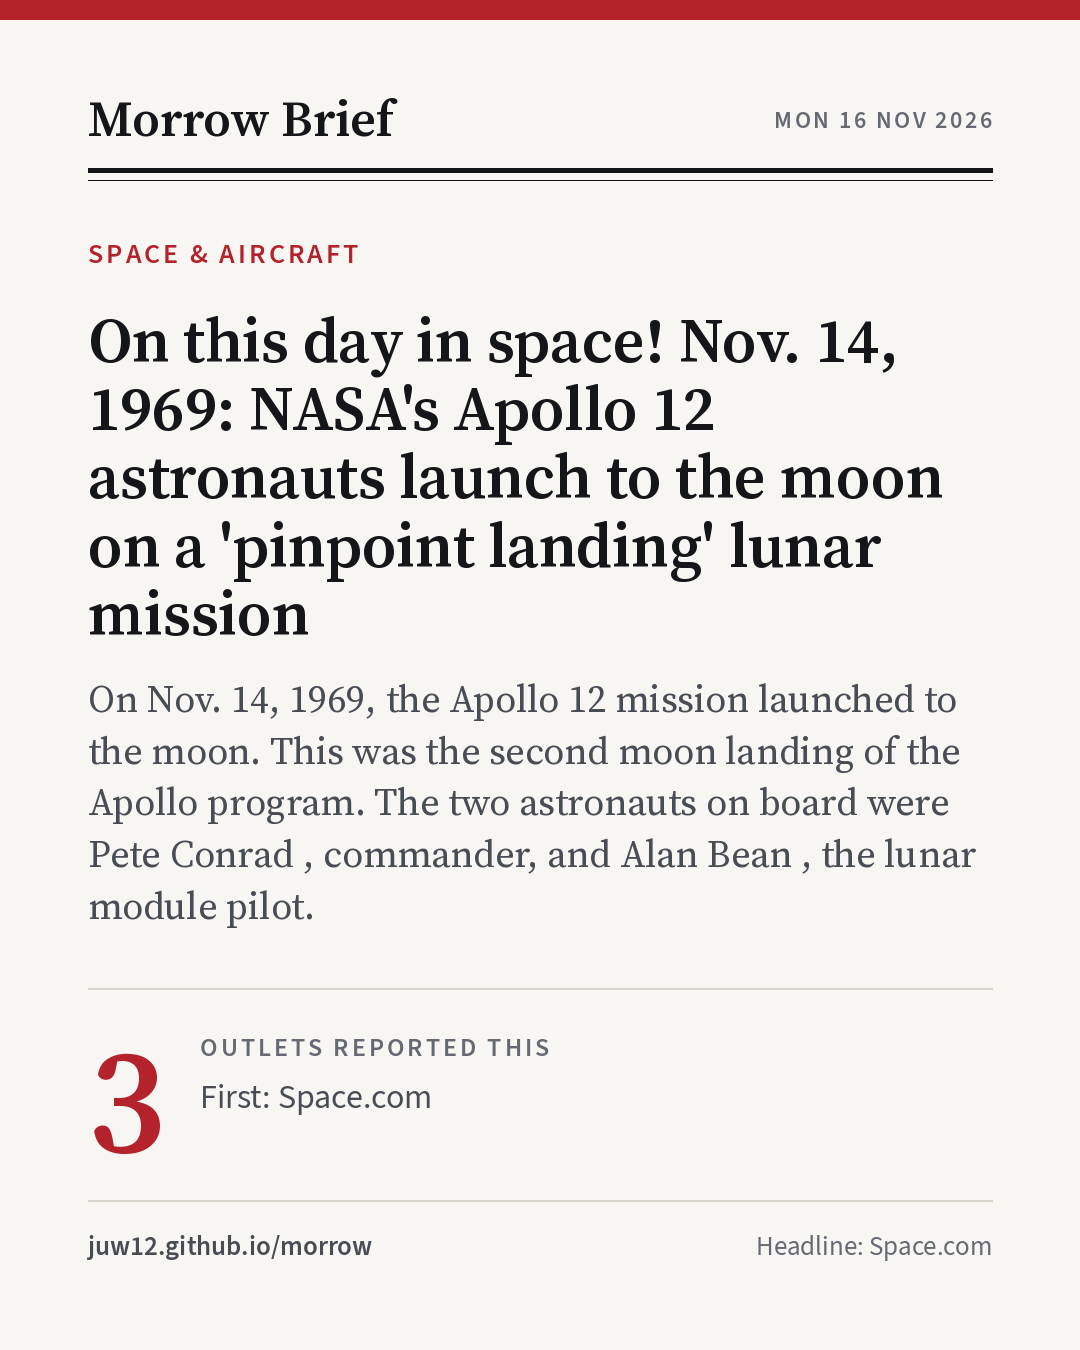 Morrow Brief
MON 16 NOV 2026
SPACE & AIRCRAFT
On this day in space! Nov. 14,
1969: NASA's Apollo 12
astronauts launch to the moon
on a 'pinpoint landing' lunar
mission
On Nov. 14, 1969, the Apollo 12 mission launched to
the moon. This was the second moon landing of the
Apollo program. The two astronauts on board were
Pete Conrad , commander, and Alan Bean , the lunar
module pilot.
3
OUTLETS REPORTED THIS
First: Space.com
juw12.github.io/morrow
Headline: Space.com